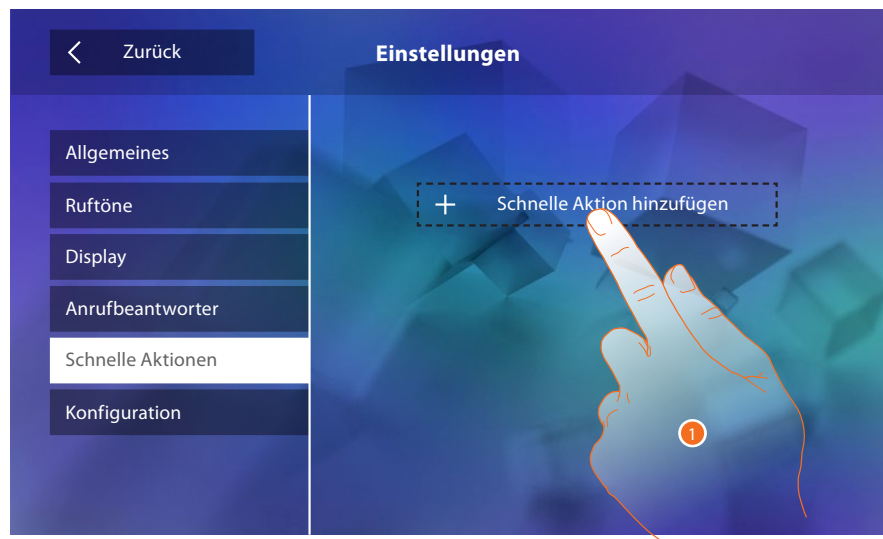 Zurück
Einstellungen
Allgemeines
Ruftöne
Display
Anrufbeantworter
Schnelle Aktionen
Konfiguration
+ Schnelle Aktion hinzufügen
1